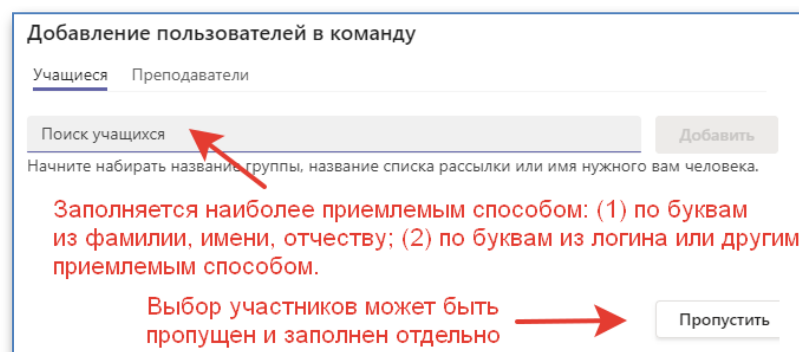 Добавление пользователей в команду
Учащиеся Преподаватели
Поиск учащихся Добавить
Начните набирать название группы, название списка рассылки или имя нужного вам человека.
Заполняется наиболее приемлемым способом: (1) по буквам
из фамилии, имени, отчеству; (2) по буквам из логина или другим
приемлемым способом.
Выбор участников может быть
пропущен и заполнен отдельно
Пропустить